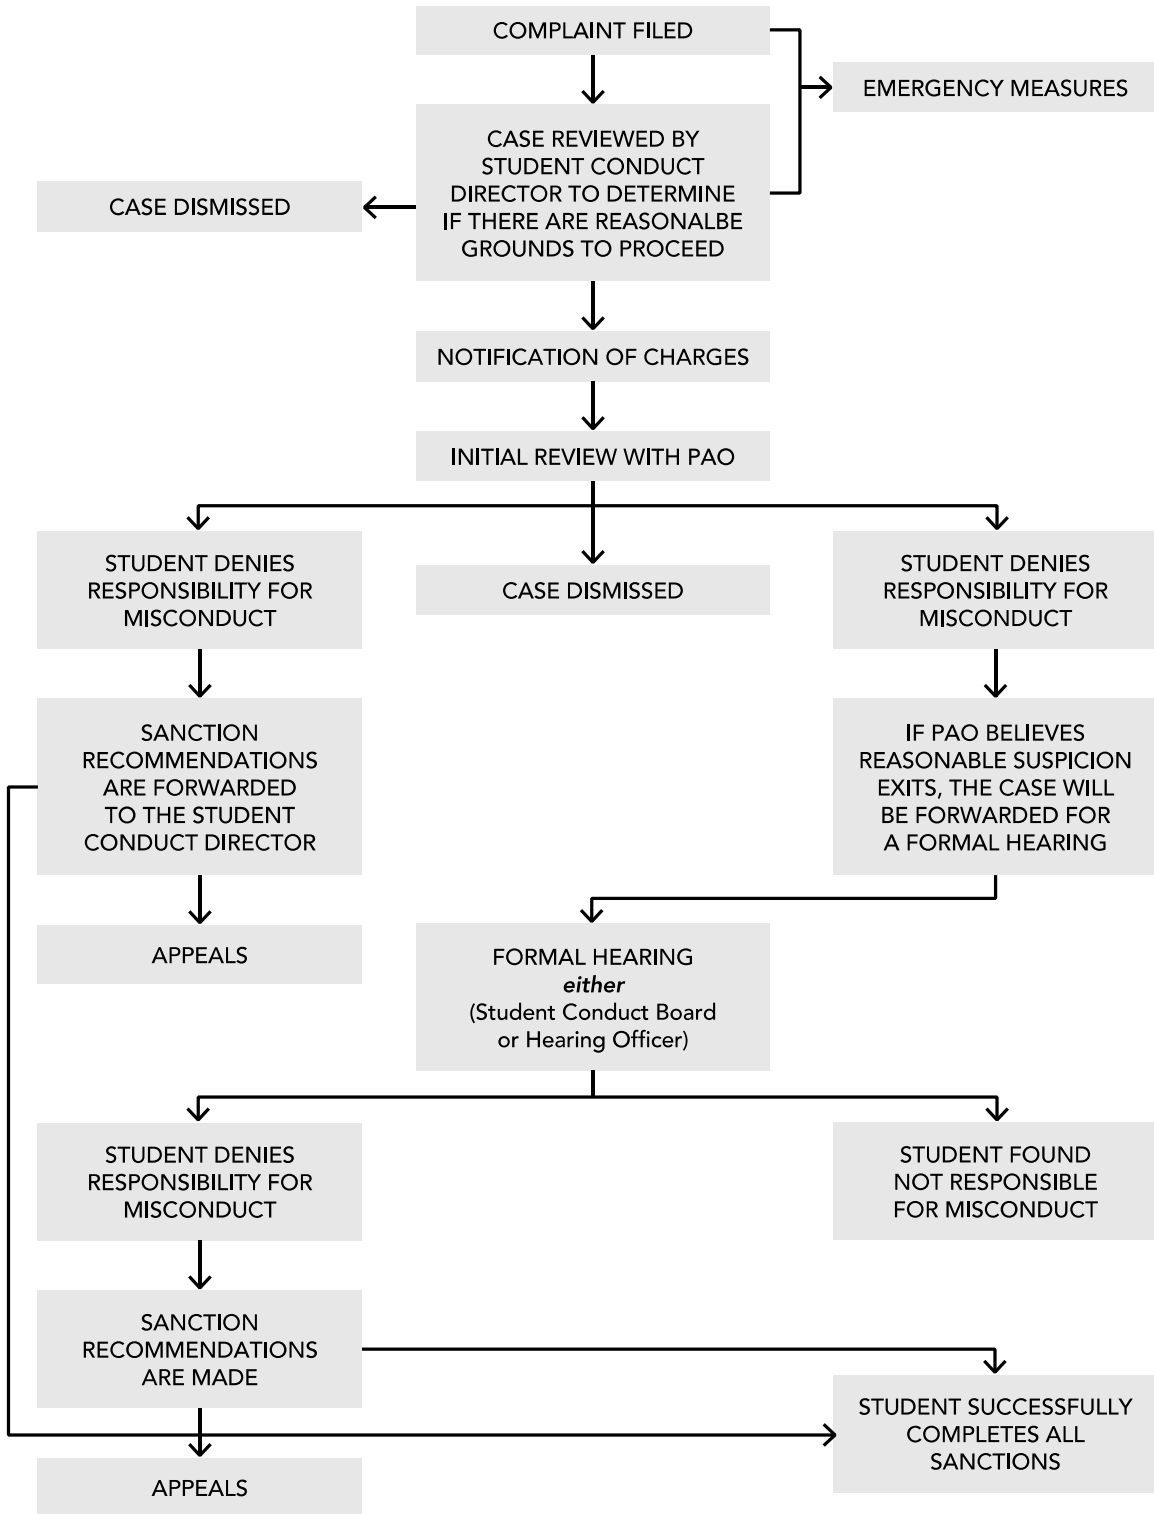 COMPLAINT FILED
EMERGENCY MEASURES
CASE REVIEWED BY
STUDENT CONDUCT
DIRECTOR TO DETERMINE
IF THERE ARE REASONALBE
GROUNDS TO PROCEED
CASE DISMISSED
NOTIFICATION OF CHARGES
INITIAL REVIEW WITH PAO
STUDENT DENIES
RESPONSIBILITY FOR
MISCONDUCT
CASE DISMISSED
STUDENT DENIES
RESPONSIBILITY FOR
MISCONDUCT
SANCTION
RECOMMENDATIONS
ARE FORWARDED
TO THE STUDENT
CONDUCT DIRECTOR
IF PAO BELIEVES
REASONABLE SUSPICION
EXITS, THE CASE WILL
BE FORWARDED FOR
A FORMAL HEARING
APPEALS
FORMAL HEARING
either
(Student Conduct Board
or Hearing Officer)
STUDENT DENIES
RESPONSIBILITY FOR
MISCONDUCT
STUDENT FOUND
NOT RESPONSIBLE
FOR MISCONDUCT
SANCTION
RECOMMENDATIONS
ARE MADE
STUDENT SUCCESSFULLY
COMPLETES ALL
SANCTIONS
APPEALS